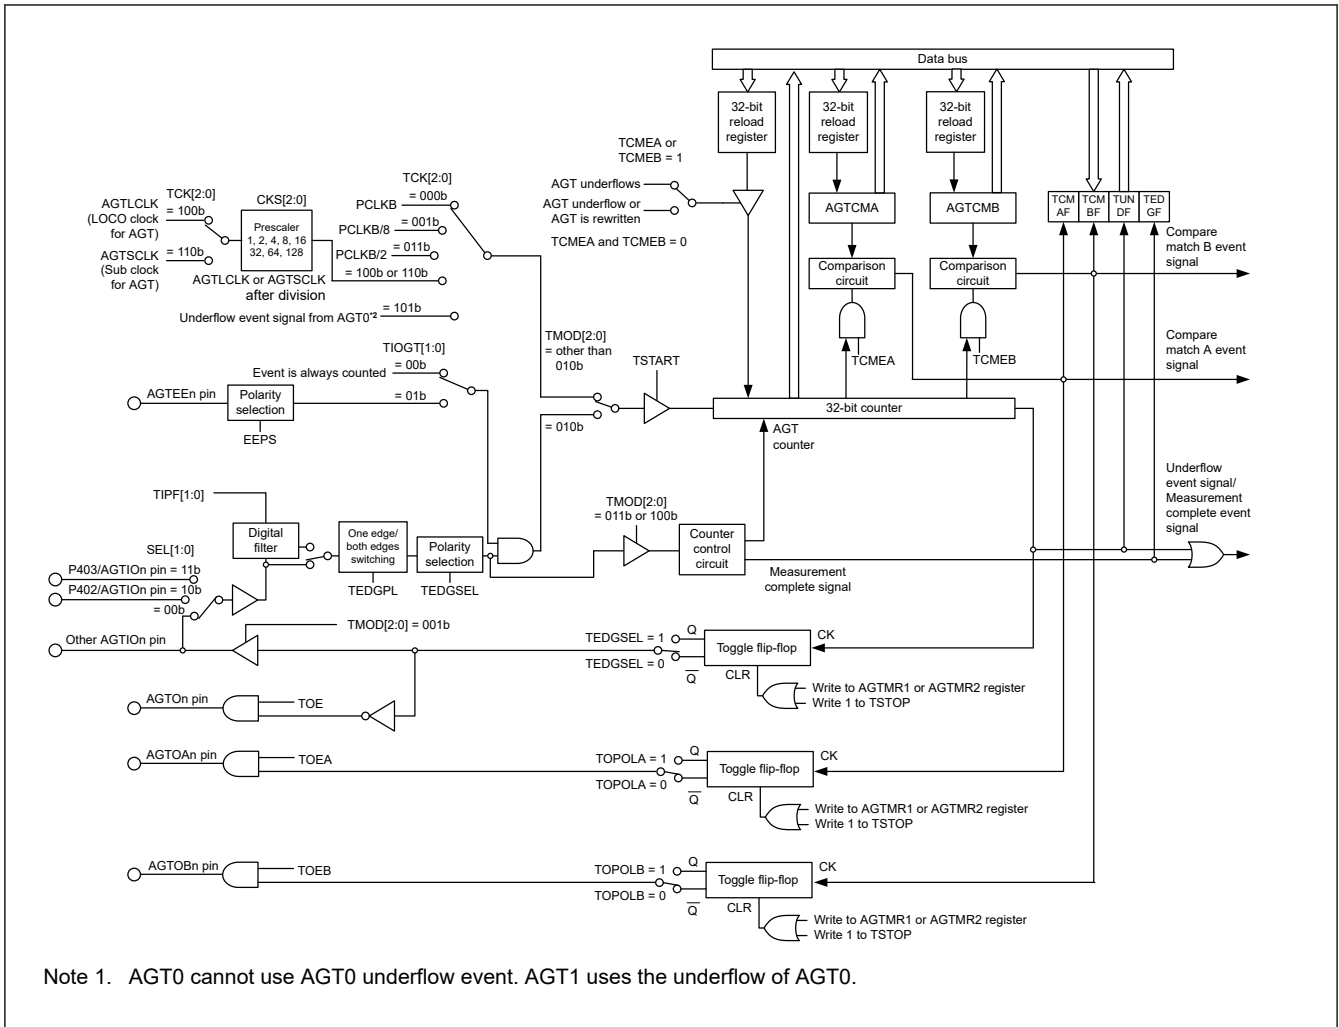 Data bus
32-bit
reload
register
32-bit
reload
register
32-bit
reload
register
TCMEA or
TCMEB = 1
AGT underflows
AGT underflow or
AGT is rewritten
TCMEA and TCMEB = 0
AGTCMA
AGTCMB
TCM
AF
TCM
BF
TUN
DF
TED
GF
Comparison
circuit
Comparison
circuit
TCMEA
TCMEB
Compare
match B event
signal
Compare
match A event
signal
Underflow
event signal/
Measurement
complete event
signal
TCK[2:0]
AGTLCLK
(LOCO clock
for AGT)
= 100b
AGTSCLK
(Sub clock
for AGT)
= 110b
CKS[2:0]
Prescaler
1, 2, 4, 8, 16
32, 64, 128
AGTLCLK or AGTSCLK
after division
TCK[2:0]
PCLKB
= 000b
PCLKB/8
= 001b
PCLKB/2
= 011b
= 100b or 110b
Underflow event signal from AGT0*2
= 101b
TIOGT[1:0]
Event is always counted
= 00b
= 01b
AGTEEn pin
Polarity
selection
EEPS
TMOD[2:0]
= other than
010b
= 010b
TSTART
32-bit counter
AGT
counter
TIPF[1:0]
Digital
filter
SEL[1:0]
P403/AGTIOn pin = 11b
P402/AGTIOn pin = 10b
= 00b
Other AGTIOn pin
One edge/
both edges
switching
TEDGPL
Polarity
selection
TEDGSEL
TMOD[2:0]
= 011b or 100b
Counter
control
circuit
Measurement
complete signal
TMOD[2:0] = 001b
TEDGSEL = 1
TEDGSEL = 0
Q
Q
Toggle flip-flop
CK
CLR
Write to AGTMR1 or AGTMR2 register
Write 1 to TSTOP
AGTOn pin
TOE
AGTOAn pin
TOEA
TOPOLA = 1
TOPOLA = 0
Q
Q
Toggle flip-flop
CK
CLR
Write to AGTMR1 or AGTMR2 register
Write 1 to TSTOP
AGTOBn pin
TOEB
TOPOLB = 1
TOPOLB = 0
Q
Q
Toggle flip-flop
CK
CLR
Write to AGTMR1 or AGTMR2 register
Write 1 to TSTOP
Note 1. AGT0 cannot use AGT0 underflow event. AGT1 uses the underflow of AGT0.